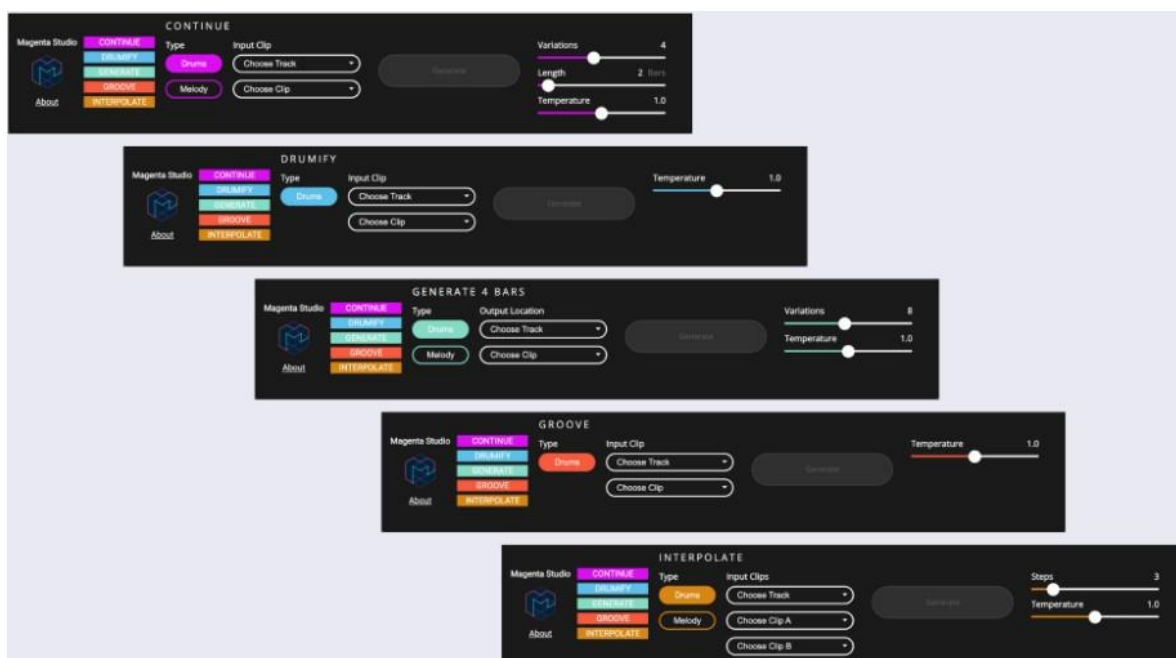 CONTINUE
Magenta Studio
CONTINUE
DRUMIFY
GENERATE
GROOVE
INTERPOLATE
About
Type
Drums
Melody
Input Clip
Choose Track
Choose Clip
Generate
Variations 4
Length 2 Bars
Temperature 1.0
DRUMIFY
Magenta Studio
CONTINUE
DRUMIFY
GENERATE
GROOVE
INTERPOLATE
About
Type
Drums
Input Clip
Choose Track
Choose Clip
Generate
Temperature 1.0
GENERATE 4 BARS
Magenta Studio
CONTINUE
DRUMIFY
GENERATE
GROOVE
INTERPOLATE
About
Type
Drums
Melody
Output Location
Choose Track
Choose Clip
Generate
Variations 8
Temperature 1.0
GROOVE
Magenta Studio
CONTINUE
DRUMIFY
GENERATE
GROOVE
INTERPOLATE
About
Type
Drums
Input Clip
Choose Track
Choose Clip
Generate
Temperature 1.0
INTERPOLATE
Magenta Studio
CONTINUE
DRUMIFY
GENERATE
GROOVE
INTERPOLATE
About
Type
Drums
Melody
Input Clips
Choose Track
Choose Clip A
Choose Clip B
Generate
Steps 3
Temperature 1.0